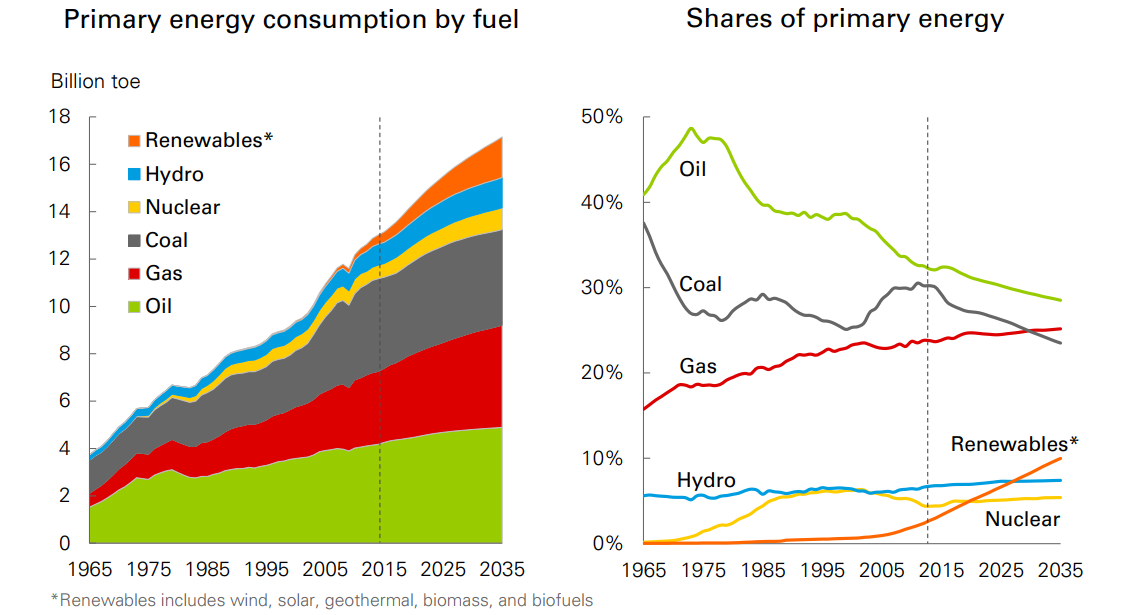 Primary energy consumption by fuel
Billion toe
18
16
14
12
10
8
6
4
2
0
Renewables*
Hydro
Nuclear
Coal
Gas
Oil
1965 1975 1985 1995 2005 2015 2025 2035
Shares of primary energy
50%
40%
30%
20%
10%
0%
Oil
Coal
Gas
Renewables*
Hydro
Nuclear
1965 1975 1985 1995 2005 2015 2025 2035
*Renewables includes wind, solar, geothermal, biomass, and biofuels